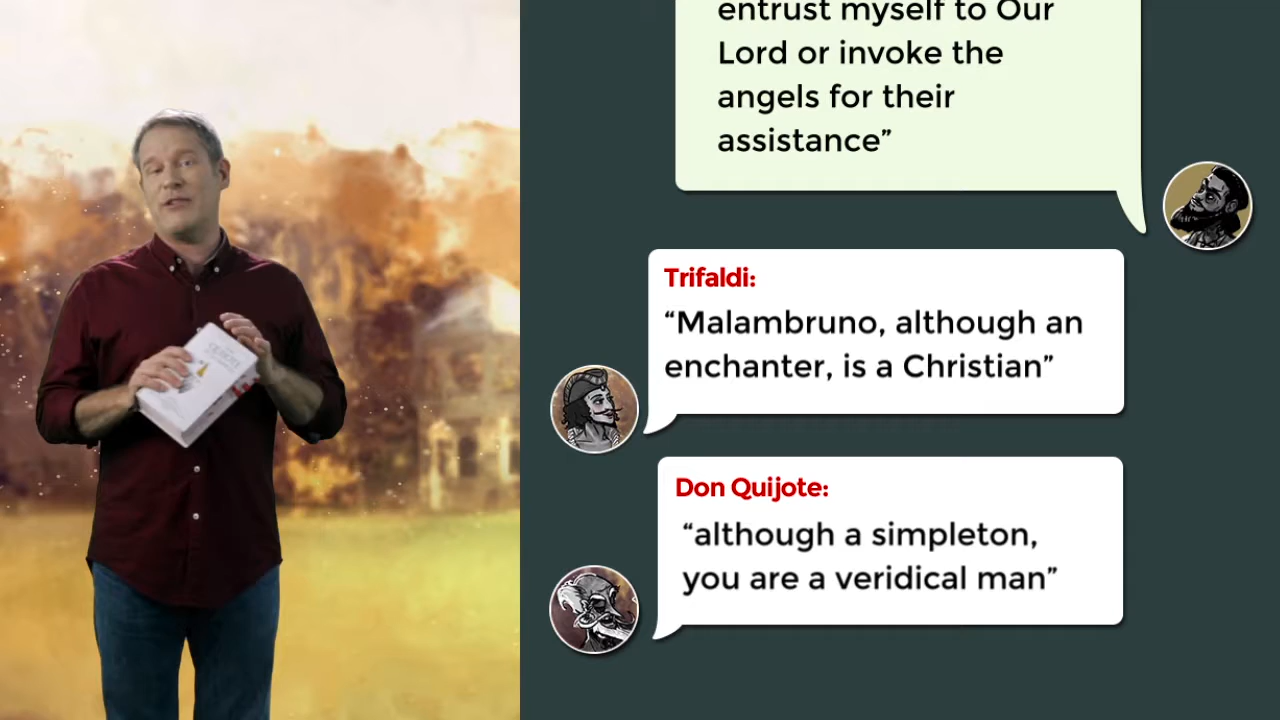 entrust myself to Our
Lord or invoke the
angels for their
assistance”
Trifaldi:
“Malambruno, although an
enchanter, is a Christian”
Don Quijote:
“although a simpleton,
you are a veridical man”